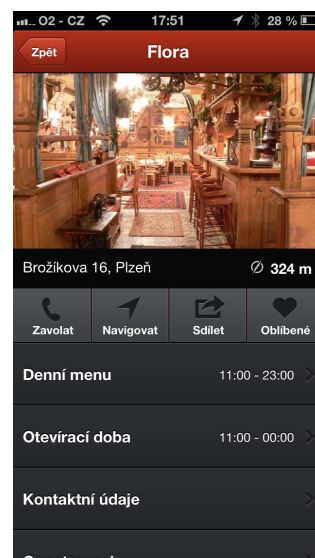 O2 - CZ 17:51 28 %
Zpět Flora
Brožíkova 16, Plzeň 324 m
Zavolat Navigovat Sdílet Oblíbené
Denní menu 11:00 - 23:00
Otevírací doba 11:00 - 00:00
Kontaktní údaje